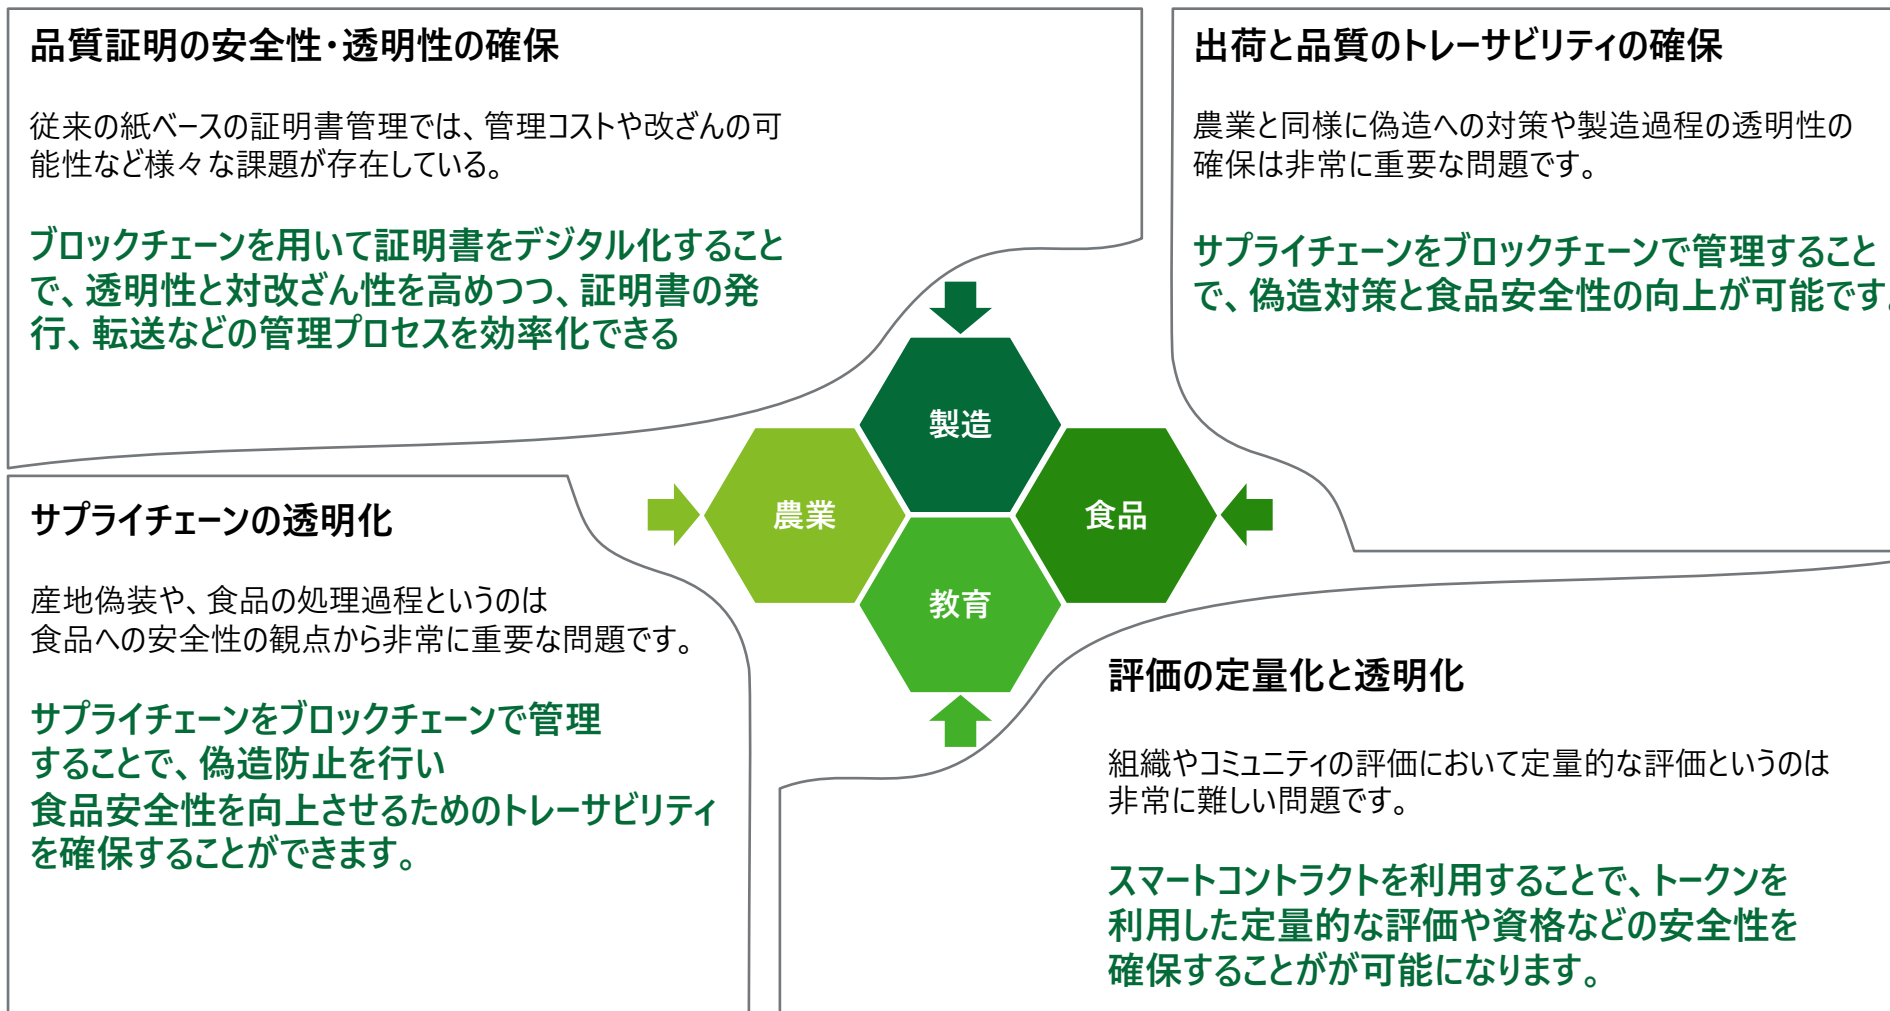 品質証明の安全性・透明性の確保
従来の紙ベースの証明書管理では、管理コストや改ざんの可
能性など様々な課題が存在している。
ブロックチェーンを用いて証明書をデジタル化すること
で、透明性と対改ざん性を高めつつ、証明書の発
行、転送などの管理プロセスを効率化できる
出荷と品質のトレーサビリティの確保
農業と同様に偽造への対策や製造過程の透明性の
確保は非常に重要な問題です。
サプライチェーンをブロックチェーンで管理すること
で、偽造対策と食品安全性の向上が可能です。
製造
農業
食品
教育
サプライチェーンの透明化
産地偽装や、食品の処理過程というのは
食品への安全性の観点から非常に重要な問題です。
サプライチェーンをブロックチェーンで管理
することで、偽造防止を行い
食品安全性を向上させるためのトレーサビリティ
を確保することができます。
評価の定量化と透明化
組織やコミュニティの評価において定量的な評価というのは
非常に難しい問題です。
スマートコントラクトを利用することで、トークンを
利用した定量的な評価や資格などの安全性を
確保することがが可能になります。